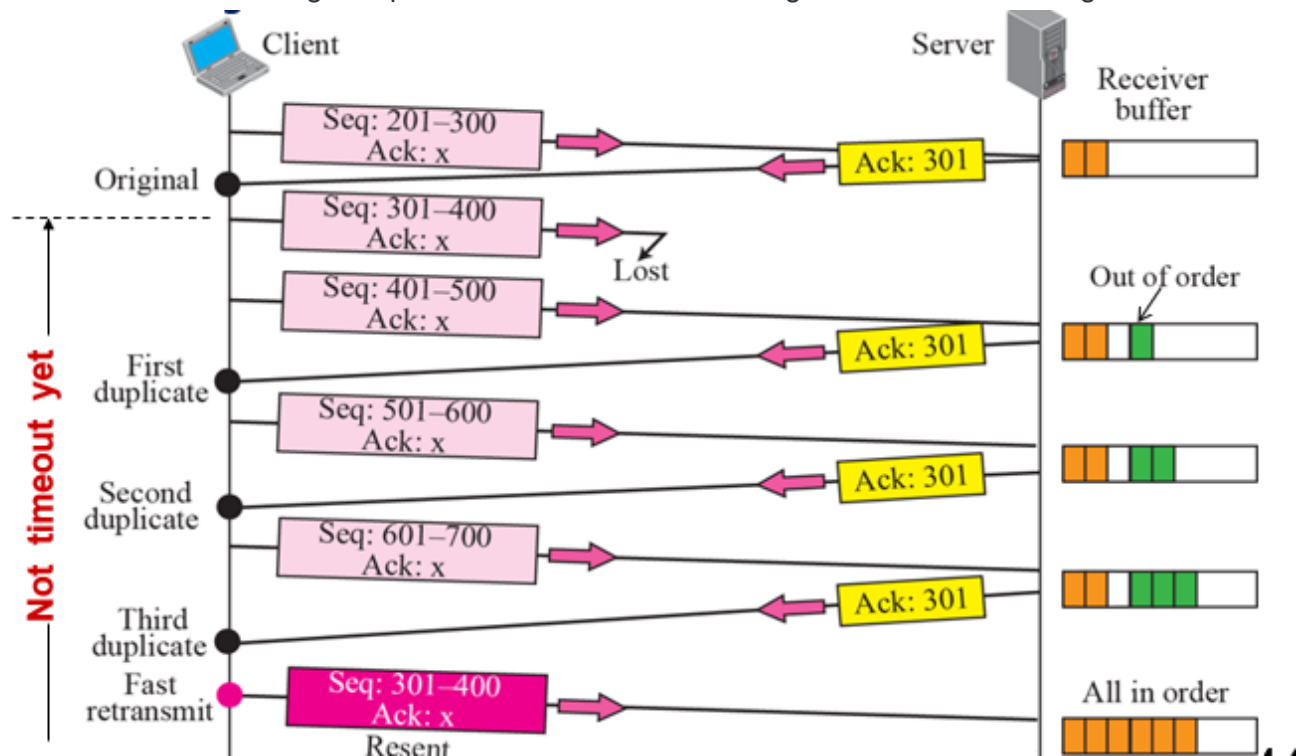 Client
Server
Receiver
buffer
Seq: 201–300
Ack: x
Ack: 301
Original
Seq: 301–400
Ack: x
Lost
Seq: 401–500
Ack: x
Out of order
Ack: 301
First
duplicate
Seq: 501–600
Ack: x
Ack: 301
Second
duplicate
Seq: 601–700
Ack: x
Ack: 301
Third
duplicate
Fast
retransmit
Seq: 301–400
Ack: x
Resent
All in order
Not timeout yet